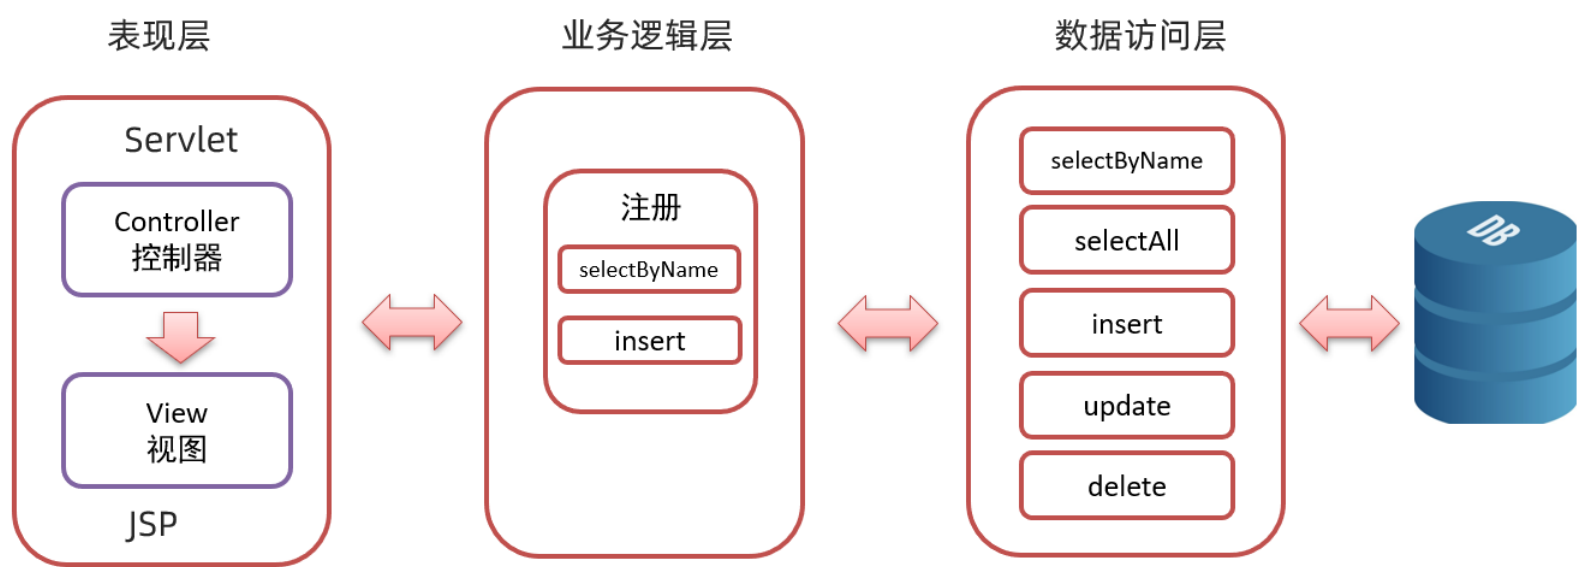 表现层
业务逻辑层
数据访问层
Servlet
Controller
控制器
View
视图
JSP
注册
selectByName
insert
selectByName
selectAll
insert
update
delete
DB